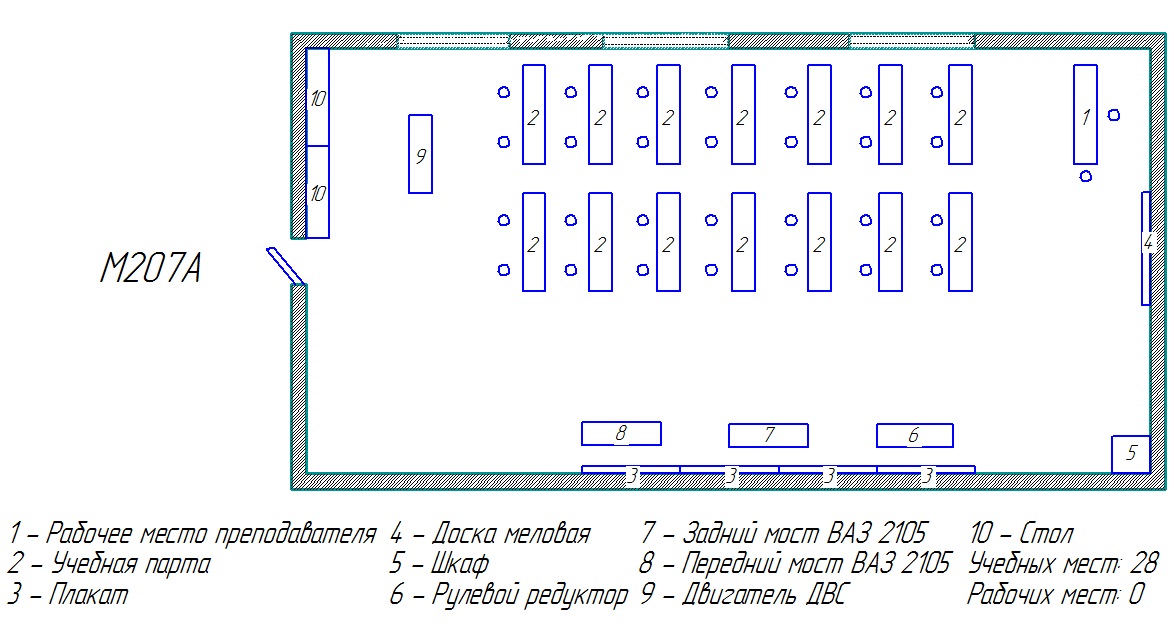 10
10
9
2 2 2 2 2 2 2
1
2 2 2 2 2 2 2
4
М207А
8 7 6
3 3 3 3
5
1 – Рабочее место преподавателя 4 – Доска меловая 7 – Задний мост ВАЗ 2105 10 – Стол
2 – Учебная парта 5 – Шкаф 8 – Передний мост ВАЗ 2105 Учебных мест: 28
3 – Плакат 6 – Рулевой редуктор 9 – Двигатель ДВС Рабочих мест: 0